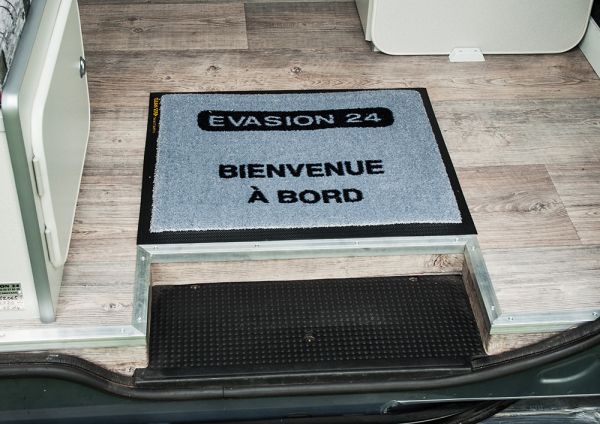 EVASION 24
BIENVENUE
À BORD